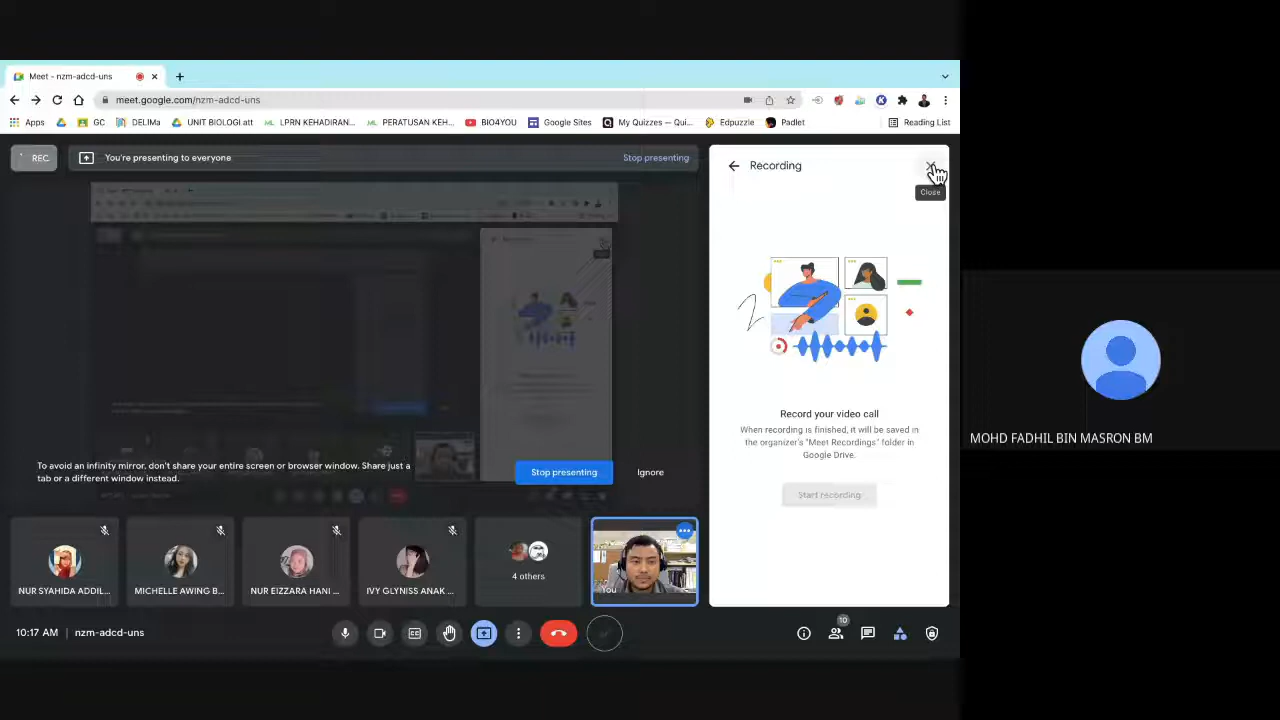 Meet - nzm-adcd-uns
meet.google.com/nzm-adcd-uns
Apps
GC
DELIMa
UNIT BIOLOGI att
LPRN KEHADIRAN...
PERATUSAN KEH...
BIO4YOU
Google Sites
My Quizzes — Qui...
Edpuzzle
Padlet
Reading List
REC
You're presenting to everyone
Stop presenting
Recording
Close
2
Record your video call
When recording is finished, it will be saved in
the organizer's "Meet Recordings" folder in
Google Drive.
Start recording
To avoid an infinity mirror, don't share your entire screen or browser window. Share just a
tab or a different window instead.
Stop presenting
Ignore
NUR SYAHIDA ADDIL...
MICHELLE AWING B...
NUR EIZZARA HANI ...
IVY GLYNISS ANAK ...
4 others
You
10:17 AM | nzm-adcd-uns
10
MOHD FADHIL BIN MASRON BM